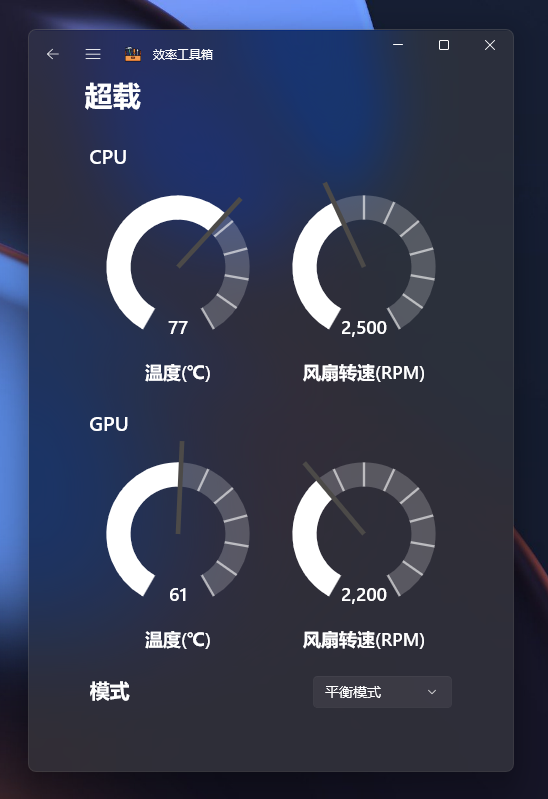 效率工具箱
超载
CPU
77
2,500
温度(℃)
风扇转速(RPM)
GPU
61
2,200
温度(℃)
风扇转速(RPM)
模式
平衡模式